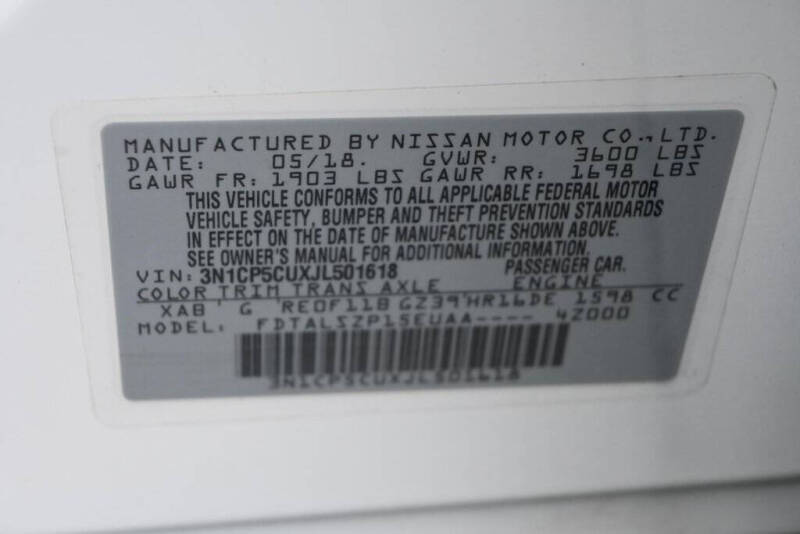 MANUFACTURED BY NISSAN MOTOR CO.,LTD.
DATE: 05/18. GVWR: 3600 LBS
GAWR FR: 1903 LBS GAWR RR: 1698 LBS
THIS VEHICLE CONFORMS TO ALL APPLICABLE FEDERAL MOTOR
VEHICLE SAFETY, BUMPER AND THEFT PREVENTION STANDARDS
IN EFFECT ON THE DATE OF MANUFACTURE SHOWN ABOVE.
SEE OWNER'S MANUAL FOR ADDITIONAL INFORMATION.
VIN: 3N1CP5CUXJL501618 PASSENGER CAR.
COLOR TRIM TRANS AXLE ENGINE
XAB' G RE0F11B GZ39 HR16DE 1598 CC
MODEL: FDTALSZP15EUAA---- 4Z000
3N1CP5CUXJL501618